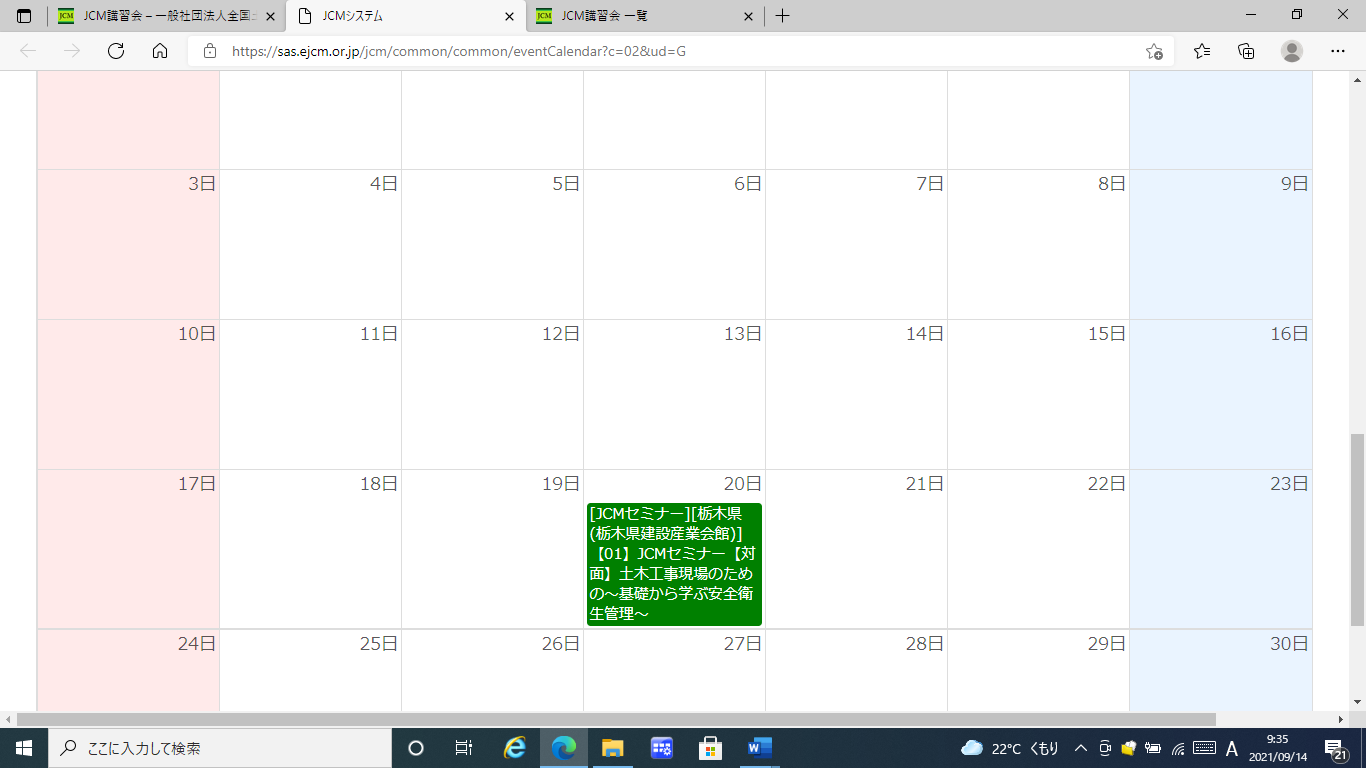 JCM講習会 – 一般社団法人全国
JCMシステム
JCM講習会 一覧
https://sas.ejcm.or.jp/jcm/common/common/eventCalendar?c=02&ud=G
3日 4日 5日 6日 7日 8日 9日
10日 11日 12日 13日 14日 15日 16日
17日 18日 19日 20日 21日 22日 23日
[JCMセミナー][栃木県
(栃木県建設産業会館)]
【01】JCMセミナー【対
面】土木工事現場のため
の～基礎から学ぶ安全衛
生管理～
24日 25日 26日 27日 28日 29日 30日
ここに入力して検索
22°C くもり
A
9:35
2021/09/14
21